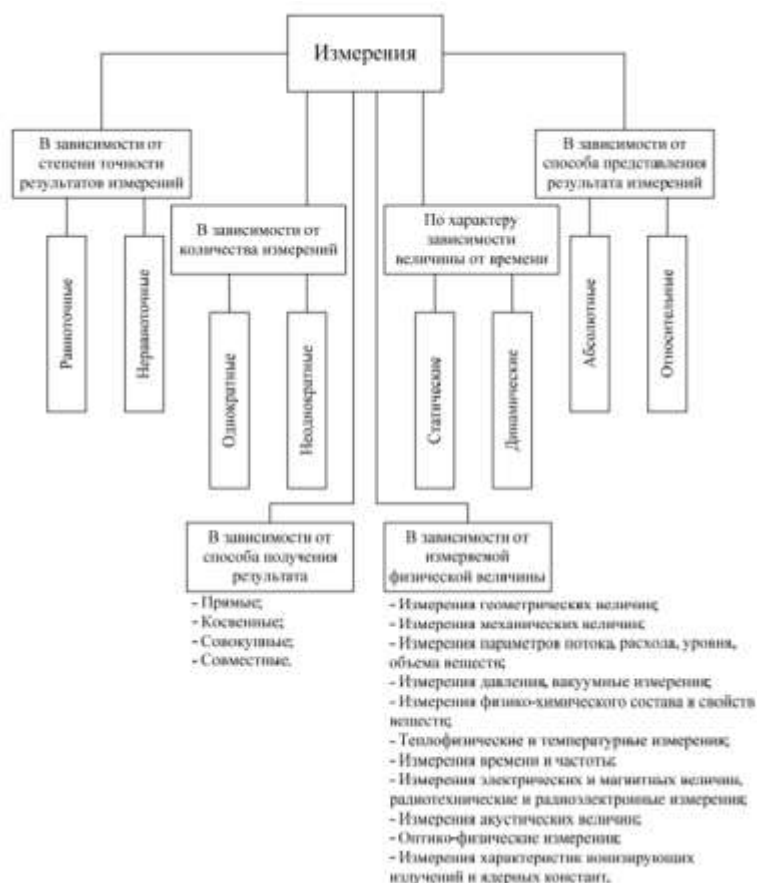 Измерения
В зависимости от
степени точности
результатов измерений
Равноточные
Неравноточные
В зависимости от
количества измерений
Однократные
Неоднократные
По характеру
зависимости
величины от времени
Статические
Динамические
В зависимости от
способа представления
результата измерений
Абсолютные
Относительные
В зависимости от
способа получения
результата
- Прямые;
- Косвенные;
- Совокупные;
- Совместные.
В зависимости от
измеряемой
физической величины
- Измерения геометрических величин;
- Измерения механических величин;
- Измерения параметров потока, расхода, уровня,
объема веществ;
- Измерения давления, вакуумные измерения;
- Измерения физико-химического состава и свойств
веществ;
- Теплофизические и температурные измерения;
- Измерения времени и частоты;
- Измерения электрических и магнитных величин,
радиотехнические и радиоэлектронные измерения;
- Измерения акустических величин;
- Оптико-физические измерения;
- Измерения характеристик ионизирующих
излучений и ядерных констант.